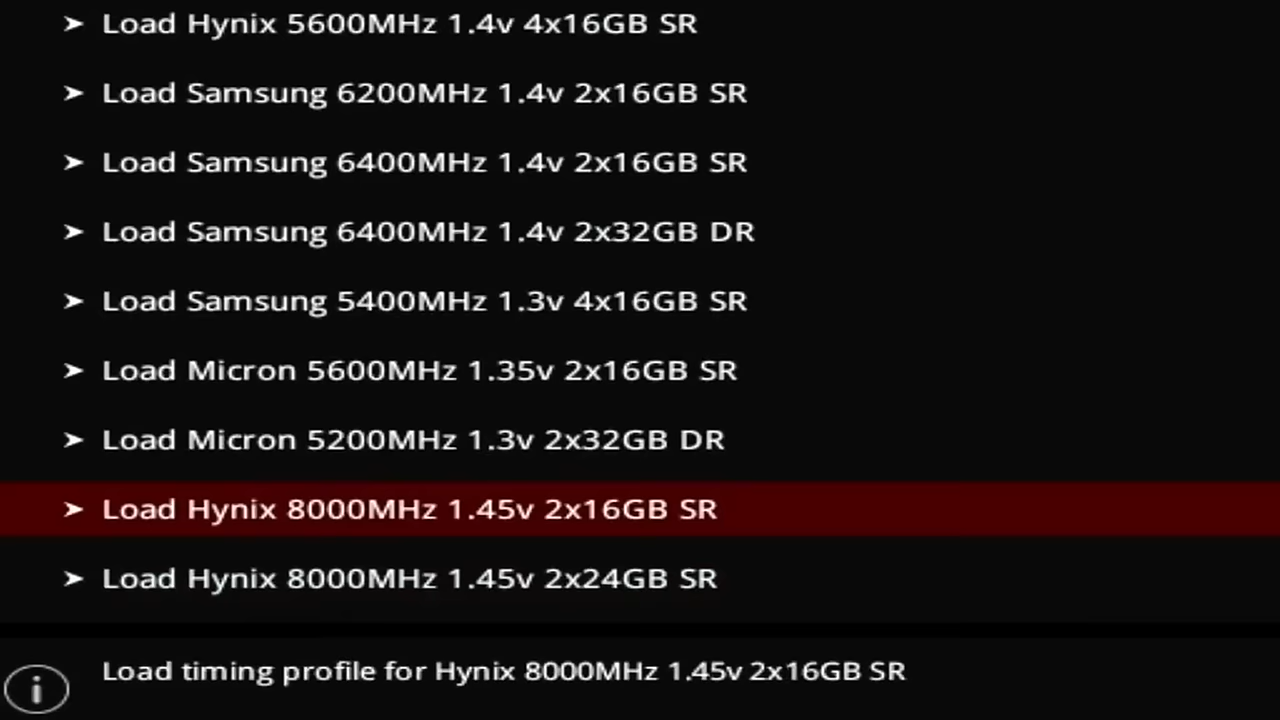 Load Hynix 5600MHz 1.4v 4x16GB SR
Load Samsung 6200MHz 1.4v 2x16GB SR
Load Samsung 6400MHz 1.4v 2x16GB SR
Load Samsung 6400MHz 1.4v 2x32GB DR
Load Samsung 5400MHz 1.3v 4x16GB SR
Load Micron 5600MHz 1.35v 2x16GB SR
Load Micron 5200MHz 1.3v 2x32GB DR
Load Hynix 8000MHz 1.45v 2x16GB SR
Load Hynix 8000MHz 1.45v 2x24GB SR
Load timing profile for Hynix 8000MHz 1.45v 2x16GB SR